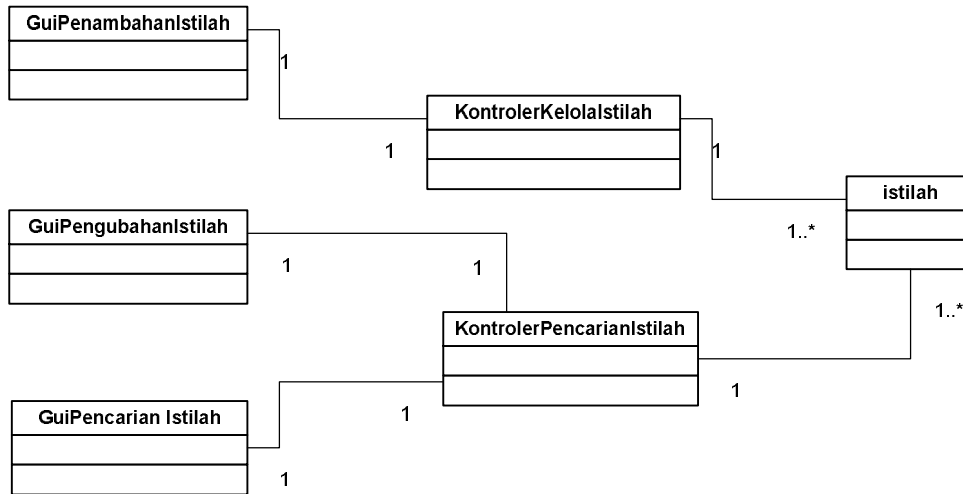 GuiPenambahanIstilah
1
KontrolerKelolaIstilah
1
1
istilah
1..*
GuiPengubahanIstilah
1
1
1..*
KontrolerPencarianIstilah
1
GuiPencarian Istilah
1
1